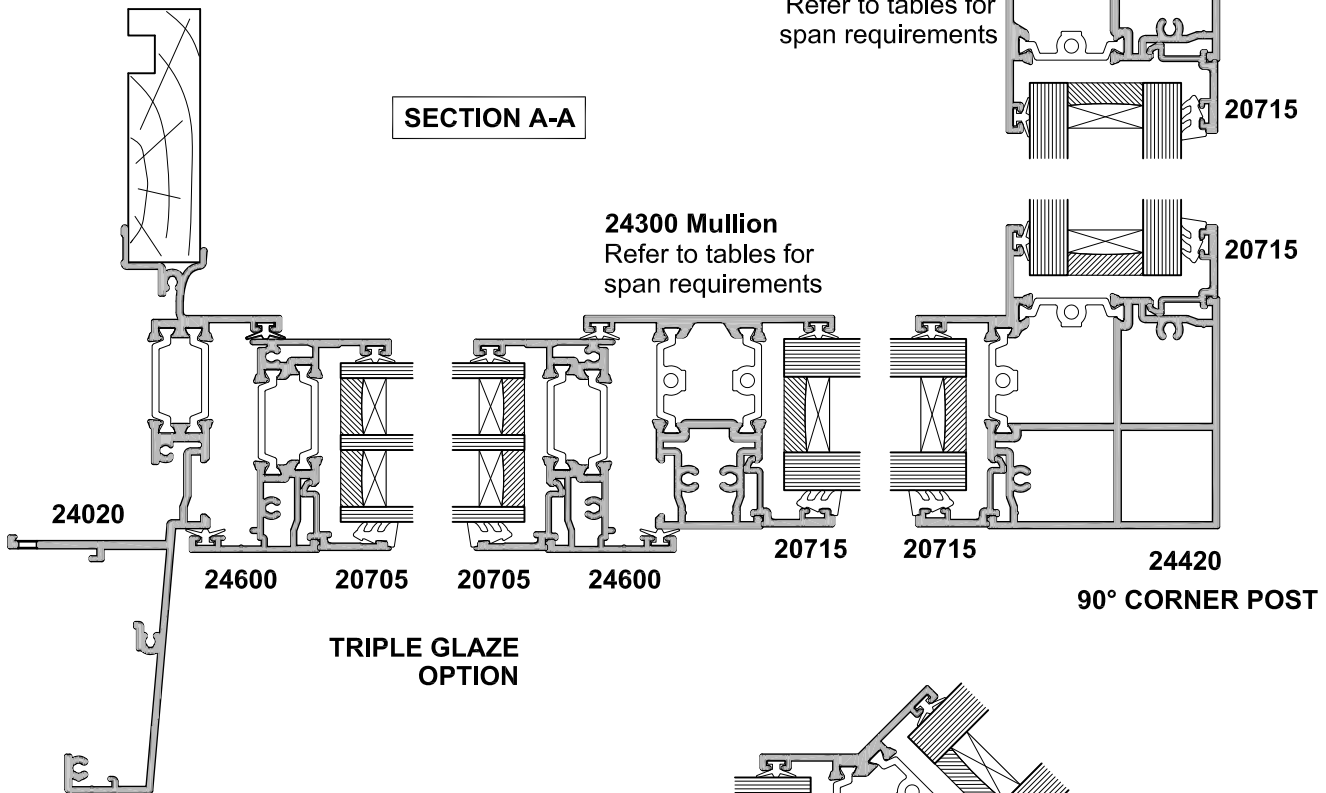 Refer to tables for
span requirements
SECTION A-A
20715
24300 Mullion
Refer to tables for
span requirements
20715
24020
24600
20705
20705
24600
20715
20715
24420
90° CORNER POST
TRIPLE GLAZE
OPTION